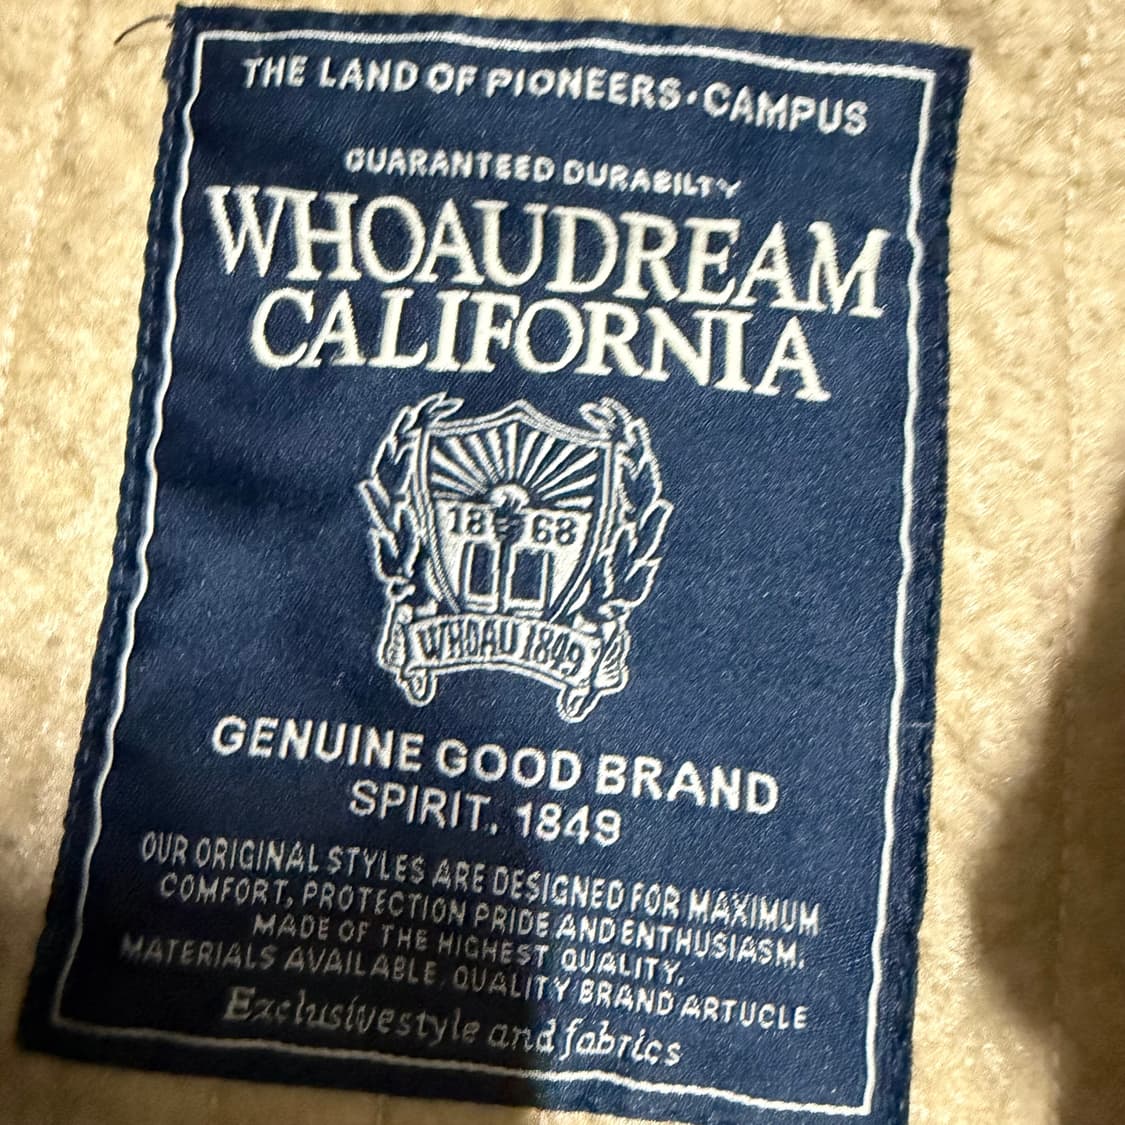 THE LAND OF PIONEERS·CAMPUS
GUARANTEED DURABILTY
WHOAUDREAM
CALIFORNIA
18 68
WHOAU 1849
GENUINE GOOD BRAND
SPIRIT. 1849
OUR ORIGINAL STYLES ARE DESIGNED FOR MAXIMUM
COMFORT, PROTECTION PRIDE AND ENTHUSIASM.
MADE OF THE HIGHEST QUALITY.
MATERIALS AVAILABLE. QUALITY BRAND ARTUCLE
Exclusivestyle and fabrics